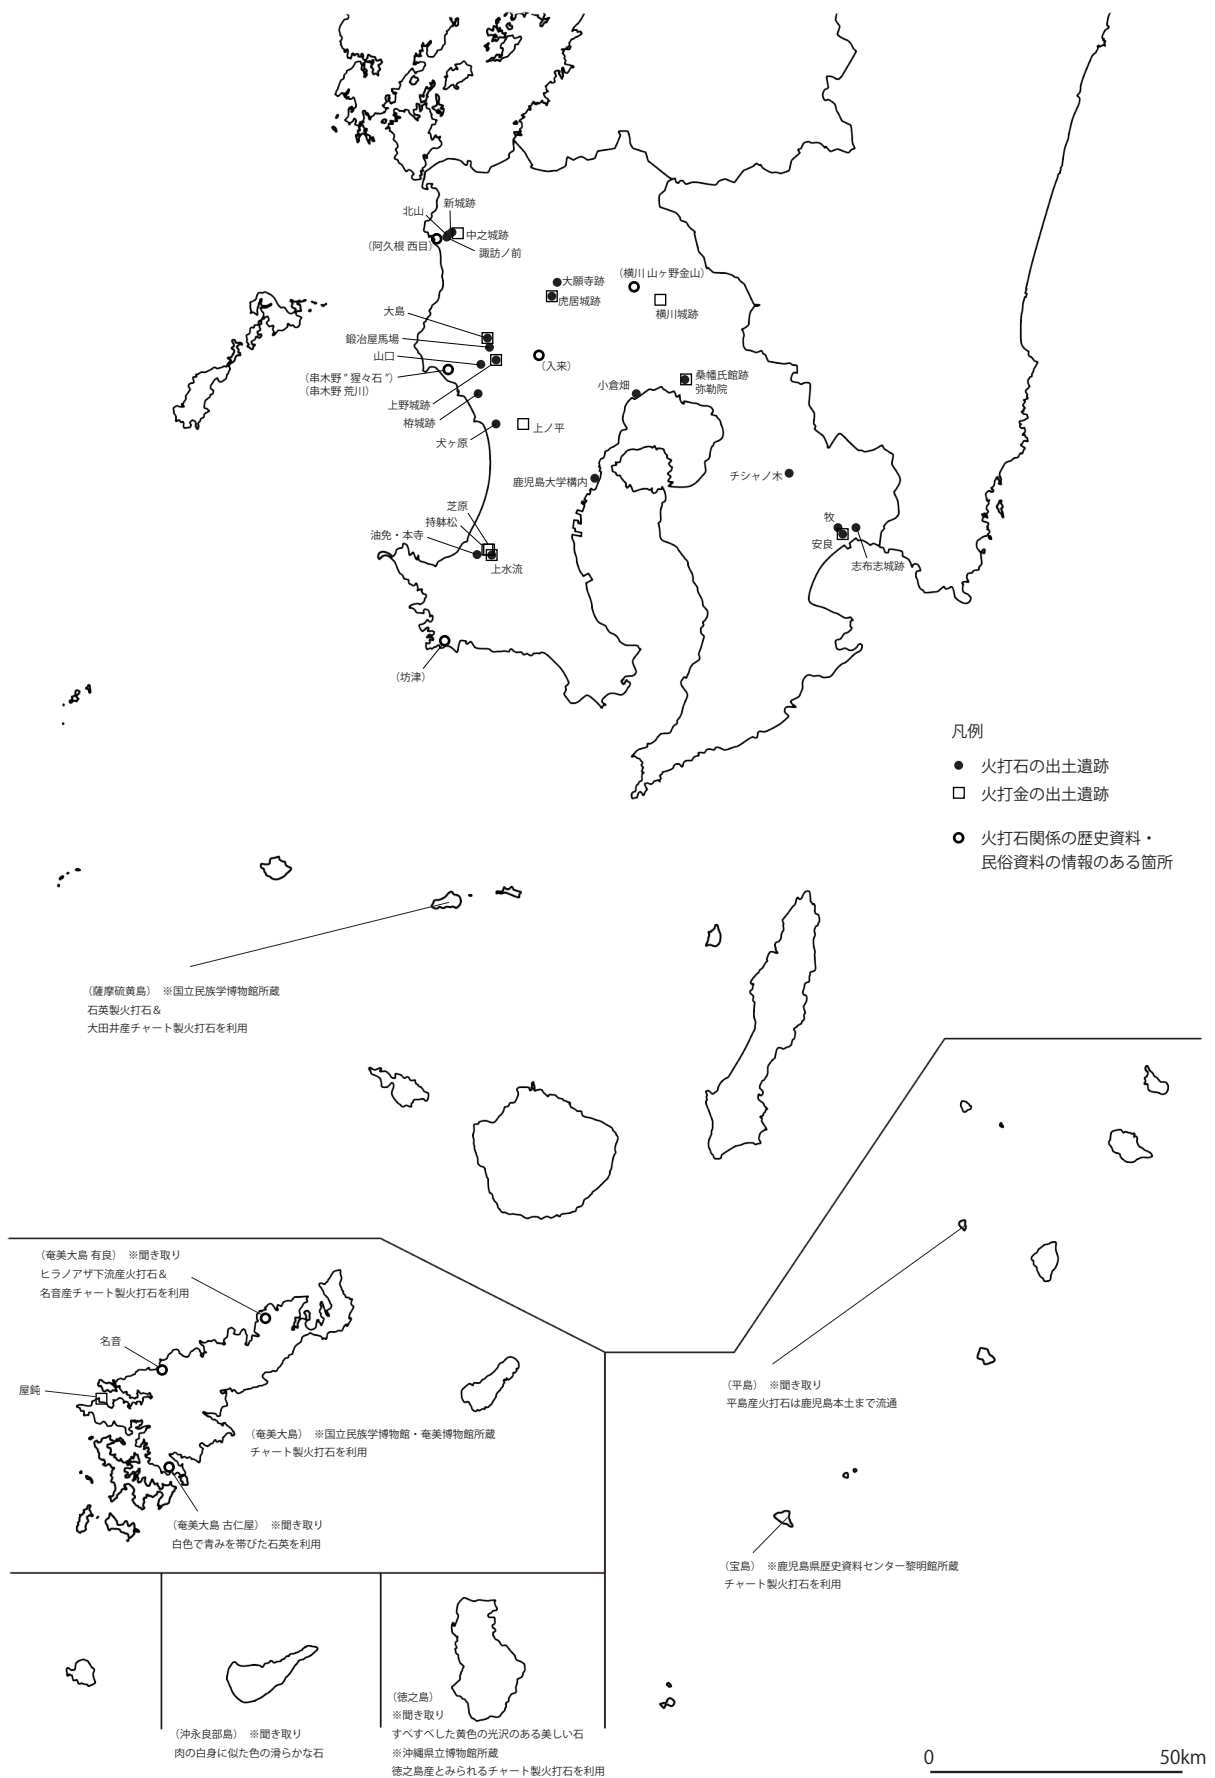 新城跡
北山
中之城跡
(阿久根 西目)
諏訪ノ前
大願寺跡
(横川 山ヶ野金山)
虎居城跡
横川城跡
大島
鍛冶屋馬場
山口
(入来)
(串木野 〃猩々石〃)
(串木野 荒川)
桑幡氏館跡
弥勒院
小倉畑
上野城跡
栫城跡
上ノ平
犬ヶ原
鹿児島大学構内
チシャノ木
芝原
持躰松
油免・本寺
上水流
牧
安良
志布志城跡
(坊津)
凡例
火打石の出土遺跡
火打金の出土遺跡
火打石関係の歴史資料・
民俗資料の情報のある箇所
(薩摩硫黄島) ※国立民族学博物館所蔵
石英製火打石＆
大田井産チャート製火打石を利用
(奄美大島 有良) ※聞き取り
ヒラノアザ下流産火打石＆
名音産チャート製火打石を利用
名音
屋鈍
(奄美大島) ※国立民族学博物館・奄美博物館所蔵
チャート製火打石を利用
(奄美大島 古仁屋) ※聞き取り
白色で青みを帯びた石英を利用
(平島) ※聞き取り
平島産火打石は鹿児島本土まで流通
(宝島) ※鹿児島県歴史資料センター黎明館所蔵
チャート製火打石を利用
(沖永良部島) ※聞き取り
肉の白身に似た色の滑らかな石
(徳之島)
※聞き取り
すべすべした黄色の光沢のある美しい石
※沖縄県立博物館所蔵
徳之島産とみられるチャート製火打石を利用
0 50km